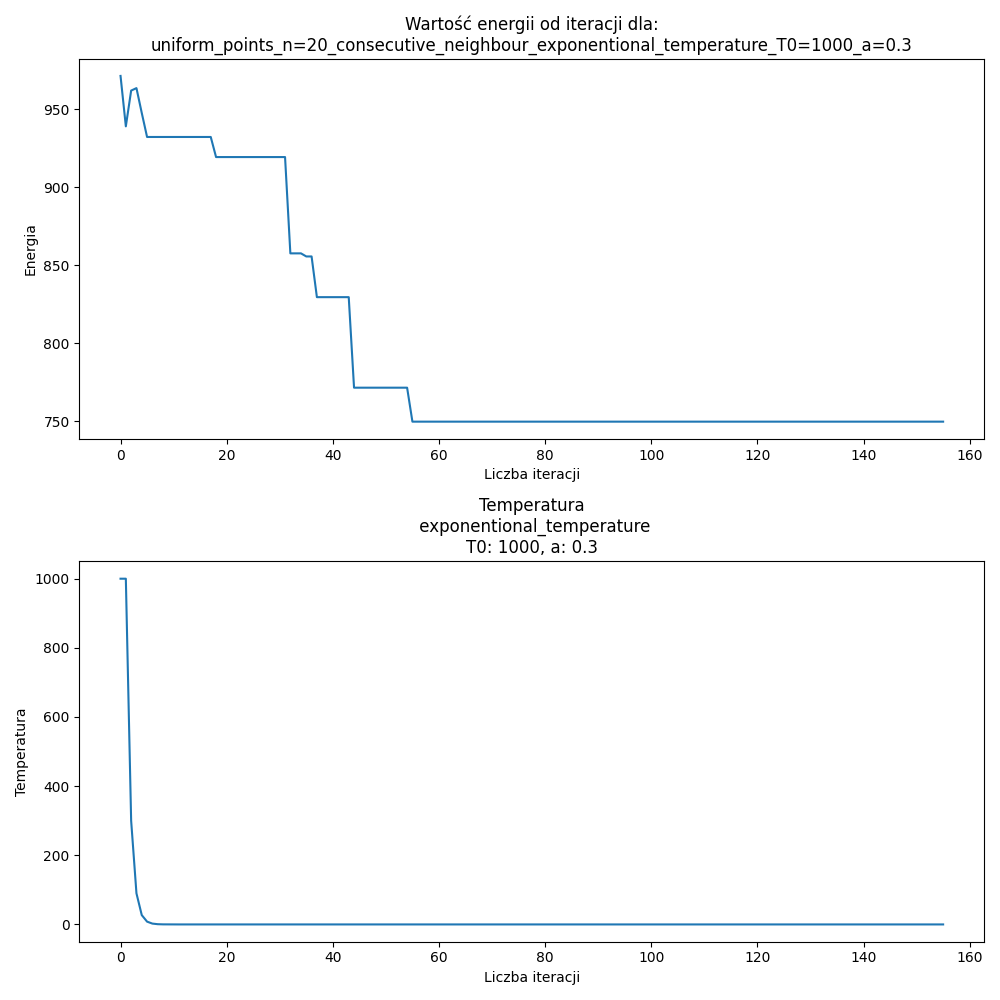 Wartość energii od iteracji dla:
uniform_points_n=20_consecutive_neighbour_exponentional_temperature_T0=1000_a=0.3
950
900
850
800
750
Energia
0 20 40 60 80 100 120 140 160
Liczba iteracji
Temperatura
exponentional_temperature
T0: 1000, a: 0.3
1000
800
600
400
200
0
Temperatura
0 20 40 60 80 100 120 140 160
Liczba iteracji